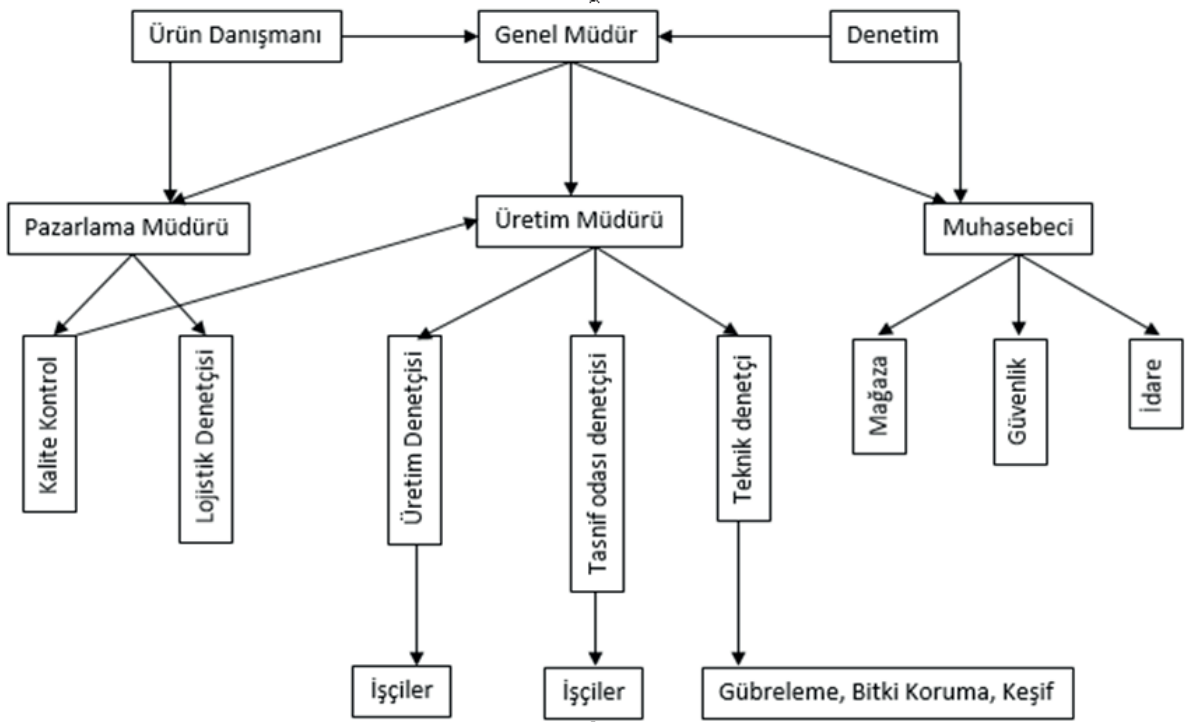 Ürün Danışmanı
Genel Müdür
Denetim
Pazarlama Müdürü
Üretim Müdürü
Muhasebeci
Kalite Kontrol
Lojistik Denetçisi
Üretim Denetçisi
Tasnif odası denetçisi
Teknik denetçi
Mağaza
Güvenlik
İdare
İşçiler
İşçiler
Gübreleme, Bitki Koruma, Keşif